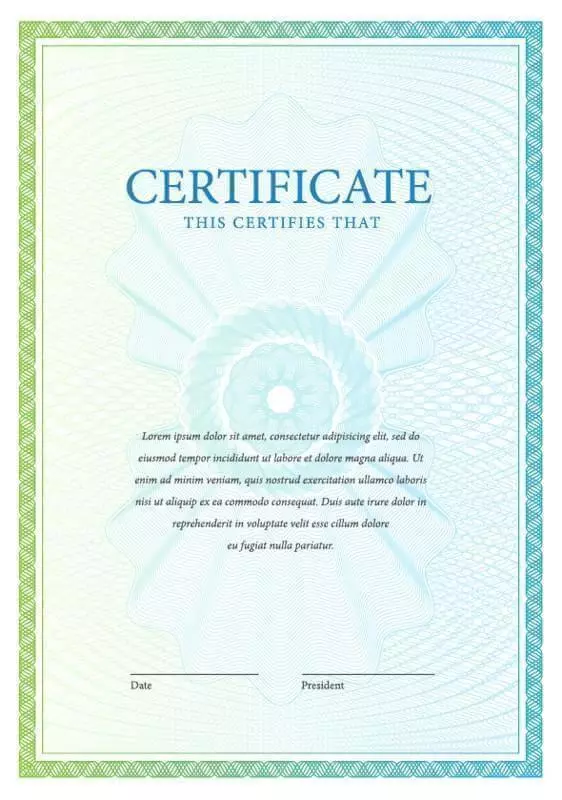 CERTIFICATE
THIS CERTIFIES THAT
Lorem ipsum dolor sit amet, consectetur adipisicing elit, sed do
eiusmod tempor incididunt ut labore et dolore magna aliqua. Ut
enim ad minim veniam, quis nostrud exercitation ullamco laboris
nisi ut aliquip ex ea commodo consequat. Duis aute irure dolor in
reprehenderit in voluptate velit esse cillum dolore
eu fugiat nulla pariatur.
Date President